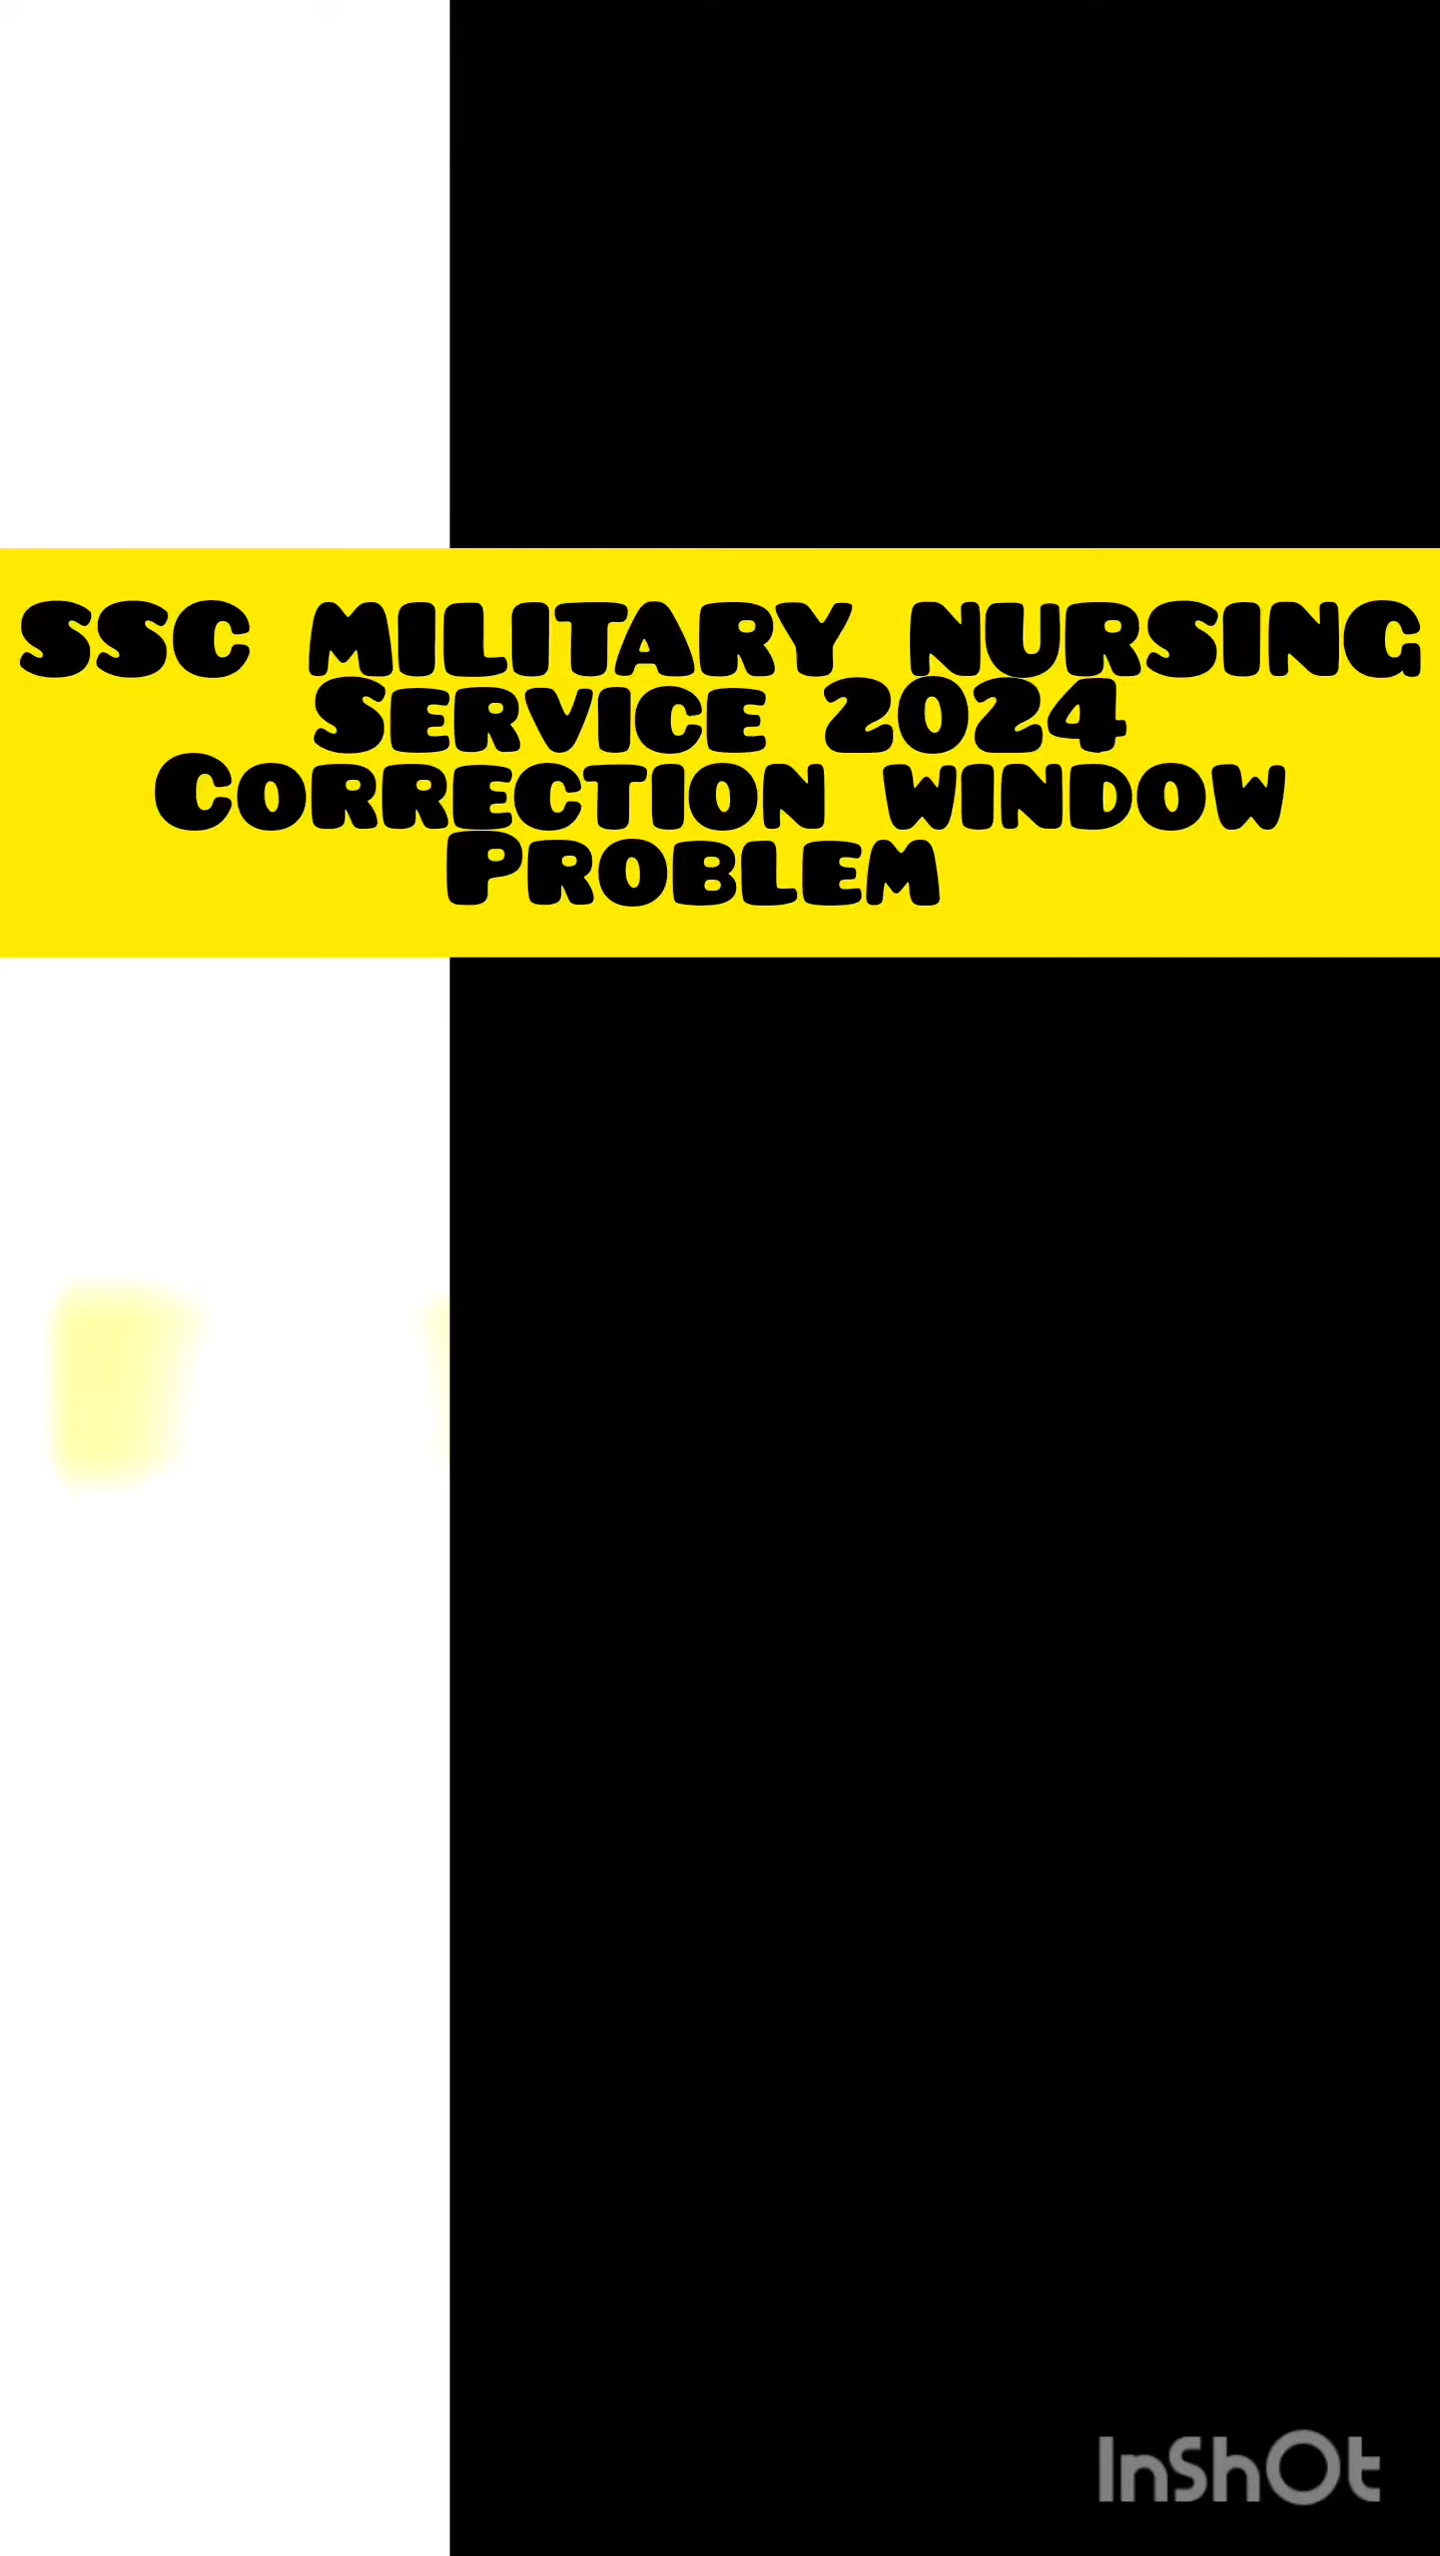 SSC MILITARY NURSING
SERVICE 2024
CORRECTION WINDOW
PROBLEM
InShOt